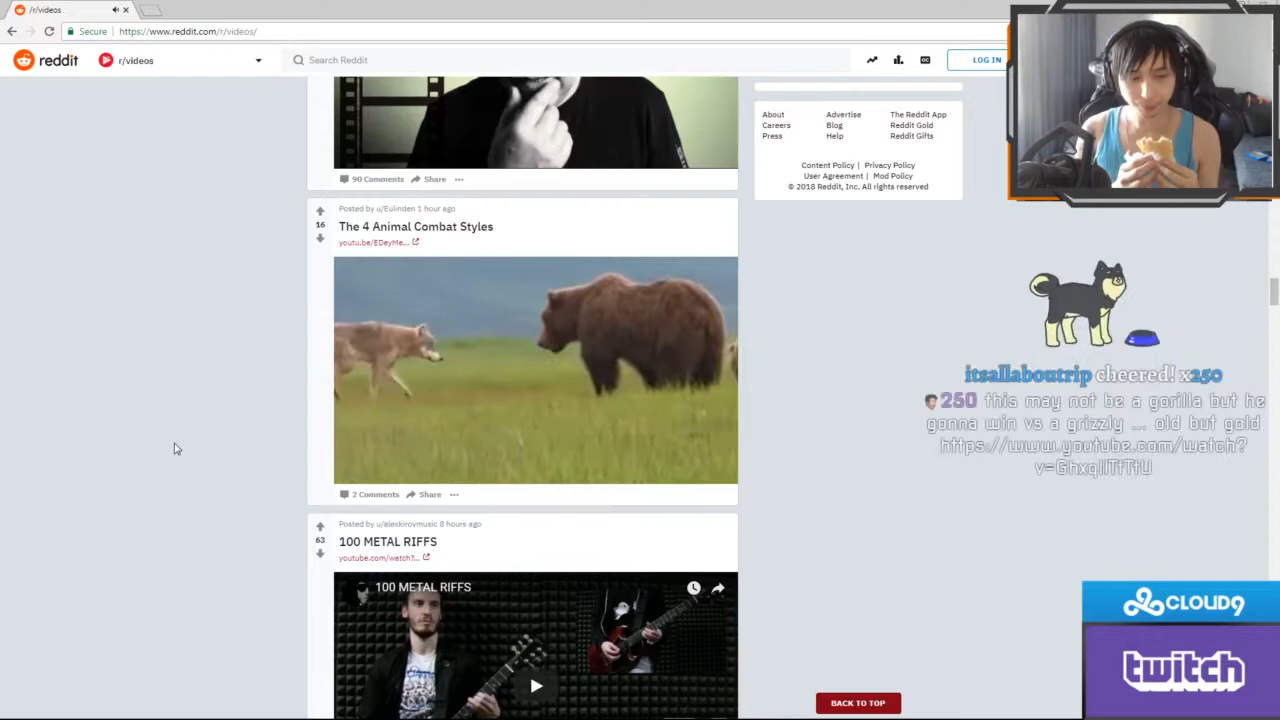 /r/videos
Secure
https://www.reddit.com/r/videos/
reddit
r/videos
Search Reddit
LOG IN
90 Comments
Share
Posted by u/Eulinden 1 hour ago
16
The 4 Animal Combat Styles
youtu.be/EDeyMe...
2 Comments
Share
Posted by u/alexkirovmusic 8 hours ago
63
100 METAL RIFFS
youtube.com/watch?...
100 METAL RIFFS
About
Advertise
The Reddit App
Careers
Blog
Reddit Gold
Press
Help
Reddit Gifts
Content Policy | Privacy Policy
User Agreement | Mod Policy
© 2018 Reddit, Inc. All rights reserved
itsallaboutrip cheered! x250
250 this may not be a gorilla but he
gonna win vs a grizzly ... old but gold
https://www.youtube.com/watch?
BACK TO TOP
CLOUD9
twitch